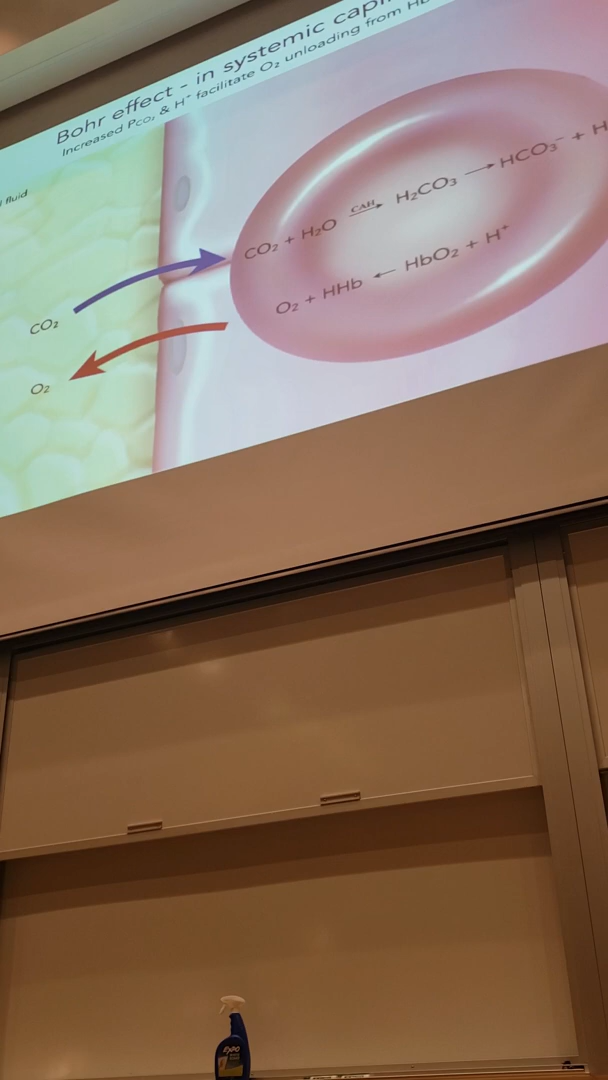 Bohr effect - in systemic
Increased PCO₂ & H⁺ facilitate O₂ unloading from Hb
fluid
CO₂ + H₂O CAH → H₂CO₃ → HCO₃⁻ + H
O₂ + HHb ← HbO₂ + H⁺
CO₂
O₂
EXPO